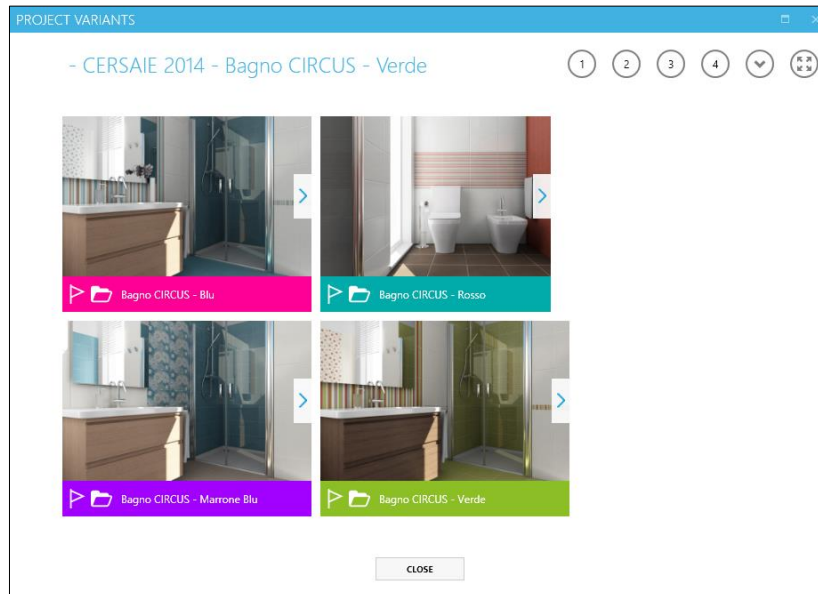 PROJECT VARIANTS
- CERSAIE 2014 - Bagno CIRCUS - Verde
1 2 3 4
Bagno CIRCUS - Blu
Bagno CIRCUS - Rosso
Bagno CIRCUS - Marrone Blu
Bagno CIRCUS - Verde
CLOSE